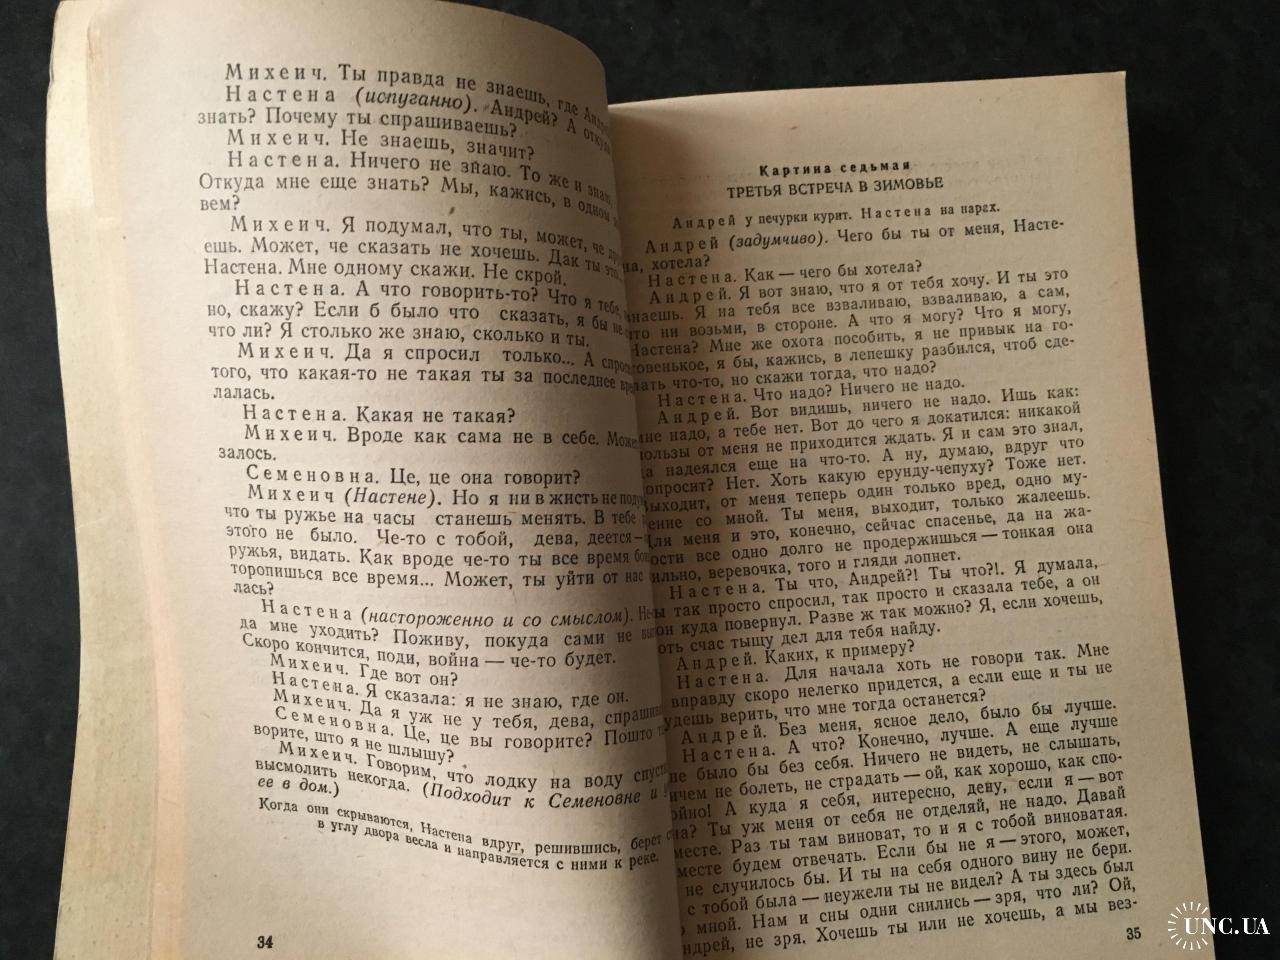 Михеич. Ты правда не знаешь, где
Настена (испуганно). Андрей? А
знать? Почему ты спрашиваешь?
Михеич. Не знаешь, значит?
Настена. Ничего не знаю. То же и
Откуда мне еще знать? Мы, кажись, в одном
вем?
Михеич. Я подумал, что ты, может, че
ешь. Может, че сказать не хочешь. Дак ты это...
Настена. Мне одному скажи. Не скрой.
Настена. А что говорить-то? Что я тебе,
но, скажу? Если б было что сказать, я бы не
что ли? Я столько же знаю, сколько и ты.
Михеич. Да я спросил только... А
того, что какая-то не такая ты за последнее
лалась.
Настена. Какая не такая?
Михеич. Вроде как сама не в себе.
залось.
Семеновна. Це, це она говорит?
Михеич (Настене). Но я ни в жисть не
что ты ружье на часы станешь менять. В тебе
этого не было. Че-то с тобой, дева, деется—
ружья, видать. Как вроде че-то ты все время
торопишься все время... Может, ты уйти от нас
лась?
Настена (настороженно и со смыслом).
да мне уходить? Поживу, покуда сами не
Скоро кончится, поди, война — че-то будет.
Михеич. Где вот он?
Настена. Я сказала: я не знаю, где он.
Михеич. Да я уж не у тебя, дева,
Семеновна. Це, це вы говорите? Пошто
ворите, што я не шлышу?
Михеич. Говорим, что лодку на воду
высмолить некогда. (Подходит к Семеновне и
ее в дом.)
Когда они скрываются, Настена вдруг, решившись, берет
в углу двора весла и направляется с ними к реке.
34
Картина седьмая
ТРЕТЬЯ ВСТРЕЧА В ЗИМОВЬЕ
Андрей у печурки курит. Настена на нарах.
Андрей (задумчиво). Чего бы ты от меня, Насте-
на, хотела?
Настена. Как — чего бы хотела?
Андрей. Я вот знаю, что я от тебя хочу. И ты это
знаешь. Я на тебя все взваливаю, взваливаю, а сам,
что ни возьми, в стороне. А что я могу? Что я могу,
Настена? Мне же охота пособить, я не привык на го-
товенькое, я бы, кажись, в лепешку разбился, чтоб сде-
лать что-то, но скажи тогда, что надо?
Настена. Что надо? Ничего не надо.
Андрей. Вот видишь, ничего не надо. Ишь как:
мне надо, а тебе нет. Вот до чего я докатился: никакой
пользы от меня не приходится ждать. Я и сам это знал,
да надеялся еще на что-то. А ну, думаю, вдруг что
попросит? Нет. Хоть какую ерунду-чепуху? Тоже нет.
Выходит, от меня теперь один только вред, одно му-
чение со мной. Ты меня, выходит, только жалеешь.
Для меня и это, конечно, сейчас спасенье, да на жа-
лости все одно долго не продержишься — тонкая она
сильно, веревочка, того и гляди лопнет.
Настена. Ты что, Андрей?! Ты что?!. Я думала,
ты так просто спросил, так просто и сказала тебе, а он
вон куда повернул. Разве ж так можно? Я, если хочешь,
хоть счас тыщу дел для тебя найду.
Андрей. Каких, к примеру?
Настена. Для начала хоть не говори так. Мне
вправду скоро нелегко придется, а если еще и ты не
будешь верить, что мне тогда останется?
Андрей. Без меня, ясное дело, было бы лучше.
Настена. А что? Конечно, лучше. А еще лучше
не было бы без себя. Ничего не видеть, не слышать,
ничем не болеть, не страдать — ой, как хорошо, как спо-
койно! А куда я себя, интересно, дену, если я — вот
она? Ты уж меня от себя не отделяй, не надо. Давай
вместе. Раз ты там виноват, то и я с тобой виноватая.
Вместе будем отвечать. Если бы не я — этого, может,
не случилось бы. И ты на себя одного вину не бери.
с тобой была — неужели ты не видел? А ты здесь был
со мной. Нам и сны одни снились — зря, что ли? Ой,
Андрей, не зря. Хочешь ты или не хочешь, а мы вез-
35
UNC.UA